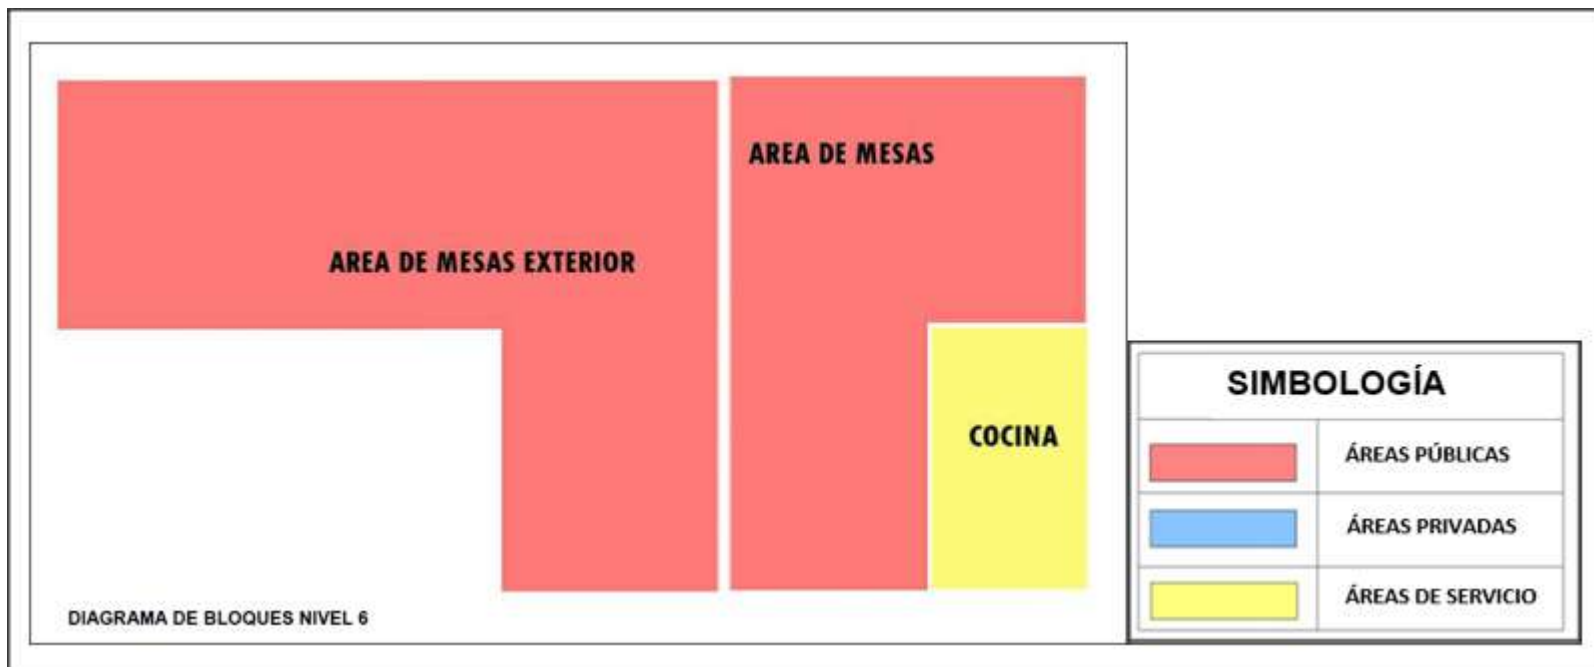 AREA DE MESAS
AREA DE MESAS EXTERIOR
COCINA
DIAGRAMA DE BLOQUES NIVEL 6
SIMBOLOGÍA
ÁREAS PÚBLICAS
ÁREAS PRIVADAS
ÁREAS DE SERVICIO